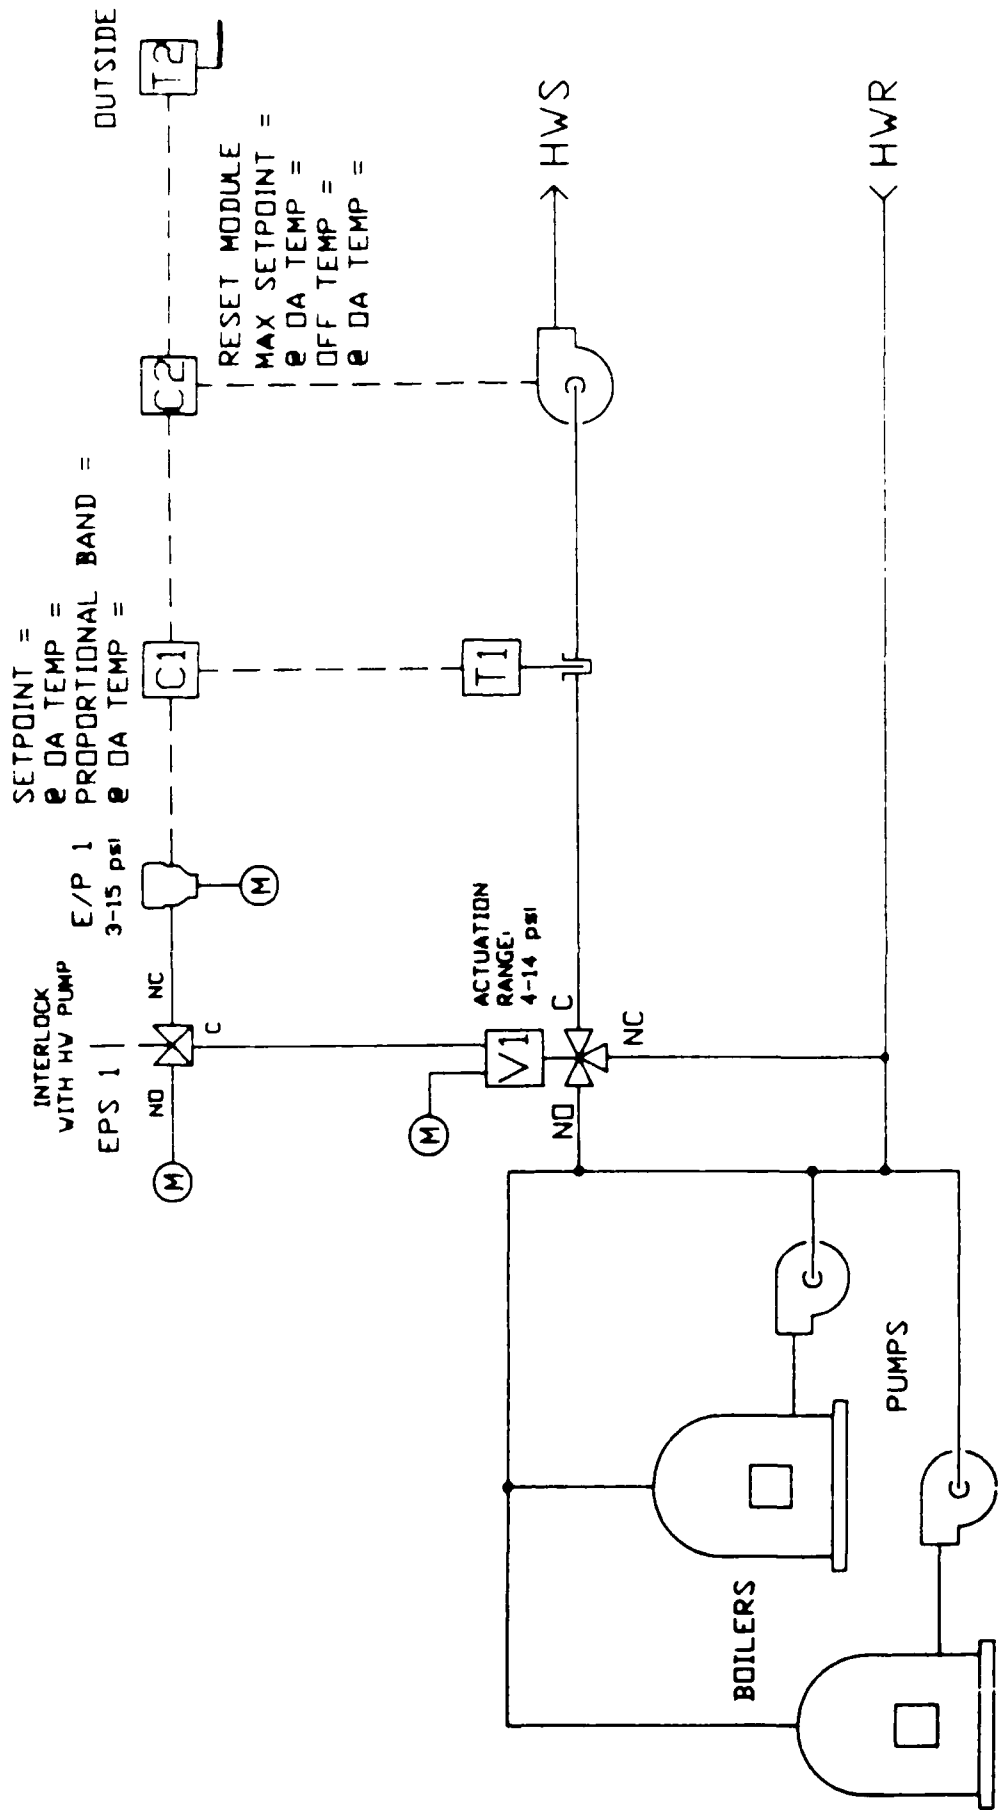 OUTSIDE
T2
RESET MODULE
MAX SETPOINT =
@ OA TEMP =
OFF TEMP =
@ OA TEMP =
C2
SETPOINT =
@ OA TEMP =
PROPORTIONAL BAND =
@ OA TEMP =
C1
T1
E/P 1
3-15 psi
M
INTERLOCK
WITH HW PUMP
EPS 1
NO
NC
C
M
M
ACTUATION
RANGE:
4-14 psi
V1
NO
C
NC
HWS
HWR
PUMPS
BOILERS